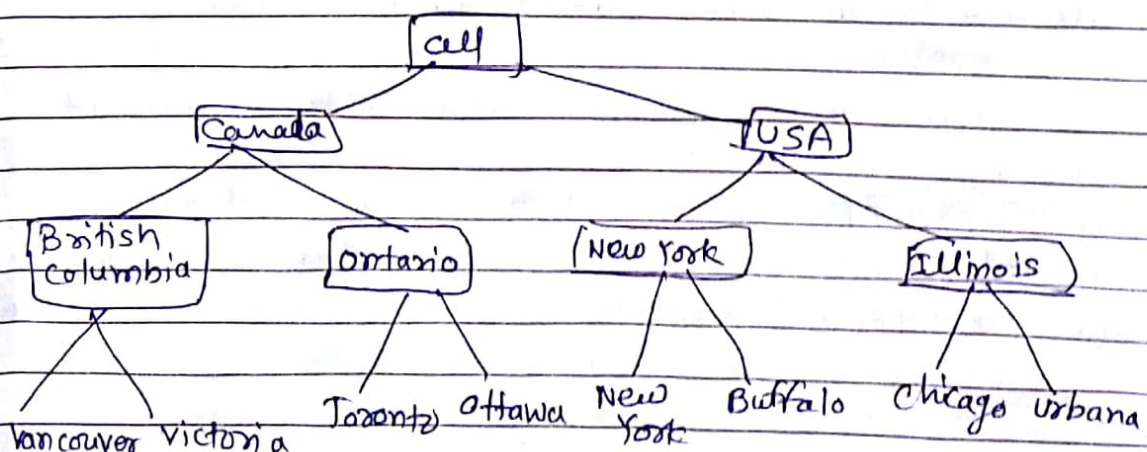 all
Canada
USA
British
Columbia
Ontario
New York
Illinois
Vancouver
Victoria
Toronto
Ottawa
New
York
Buffalo
Chicago
Urbana